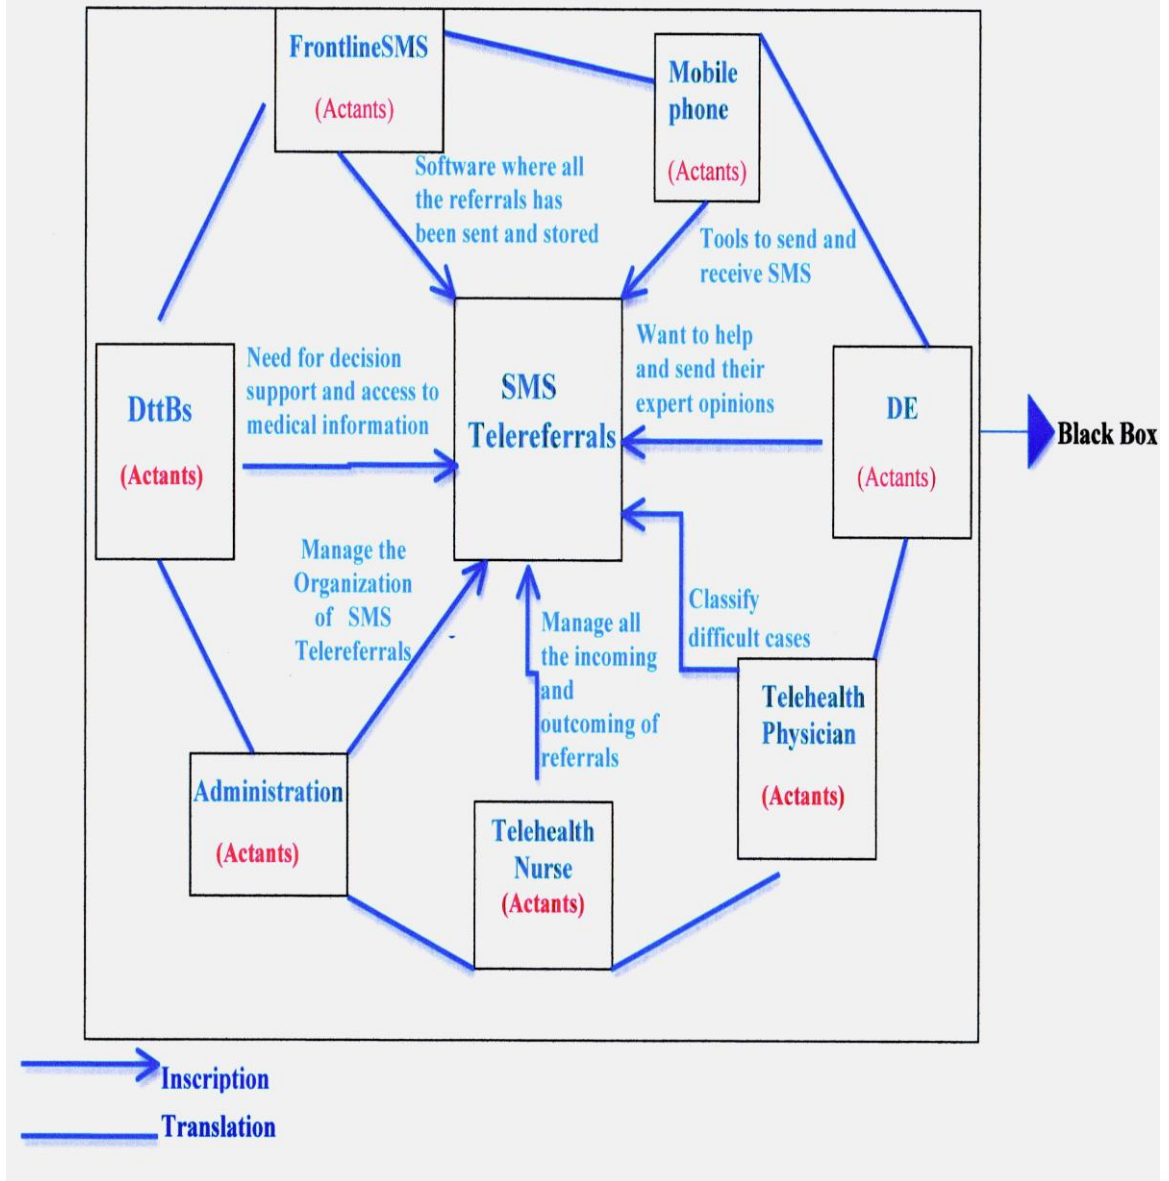 FrontlineSMS
(Actants)
Mobile
phone
(Actants)
Software where all
the referrals has
been sent and stored
Tools to send and
receive SMS
DttBs
(Actants)
Need for decision
support and access to
medical information
SMS
Telereferrals
Want to help
and send their
expert opinions
DE
(Actants)
Black Box
Manage the
Organization
of SMS
Telereferrals
Manage all
the incoming
and
outcoming of
referrals
Classify
difficult cases
Telehealth
Physician
(Actants)
Administration
(Actants)
Telehealth
Nurse
(Actants)
Inscription
Translation